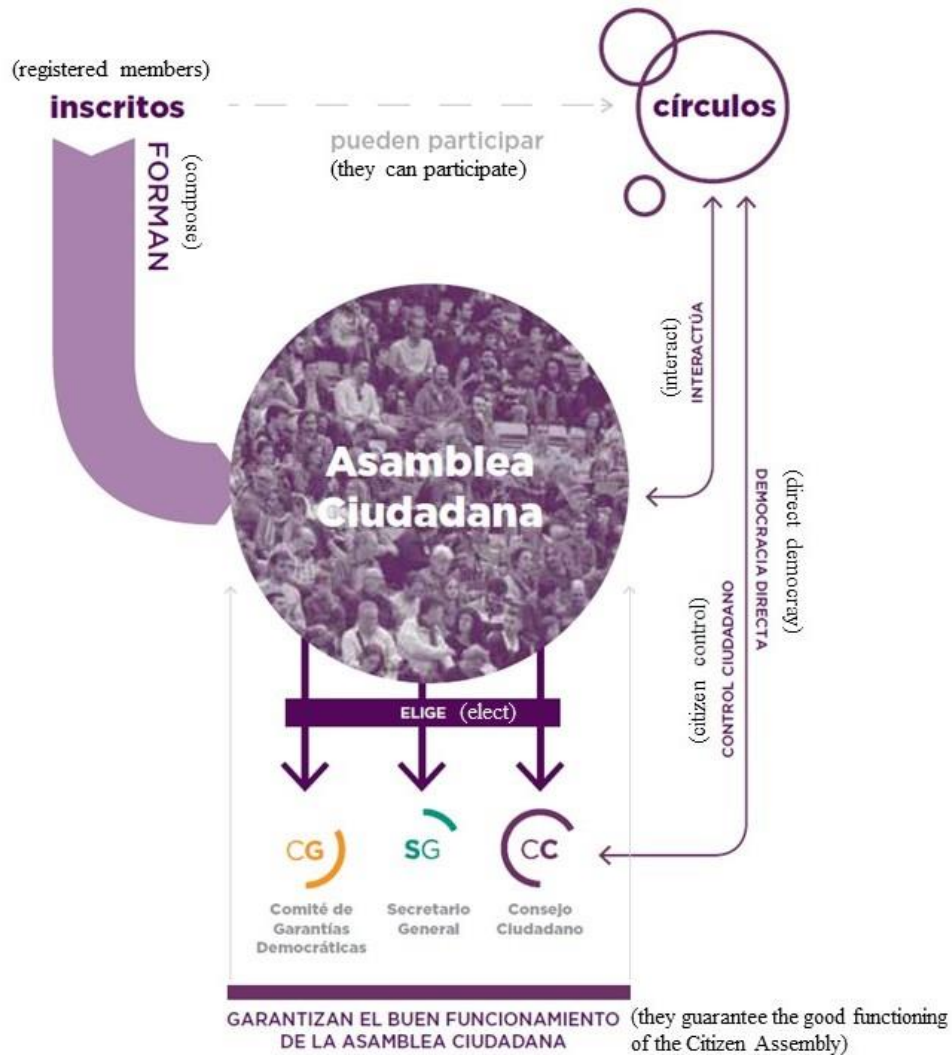 (registered members)
inscritos
círculos
pueden participar
(they can participate)
FORMAN
(compose)
INTERACTÚA
(interact)
Asamblea
Ciudadana
DEMOCRACIA DIRECTA
(direct democray)
CONTROL CIUDADANO
(citizen control)
ELIGE (elect)
CG
SG
CC
Comité de
Garantías
Democráticas
Secretario
General
Consejo
Ciudadano
GARANTIZAN EL BUEN FUNCIONAMIENTO
DE LA ASAMBLEA CIUDADANA
(they guarantee the good functioning
of the Citizen Assembly)